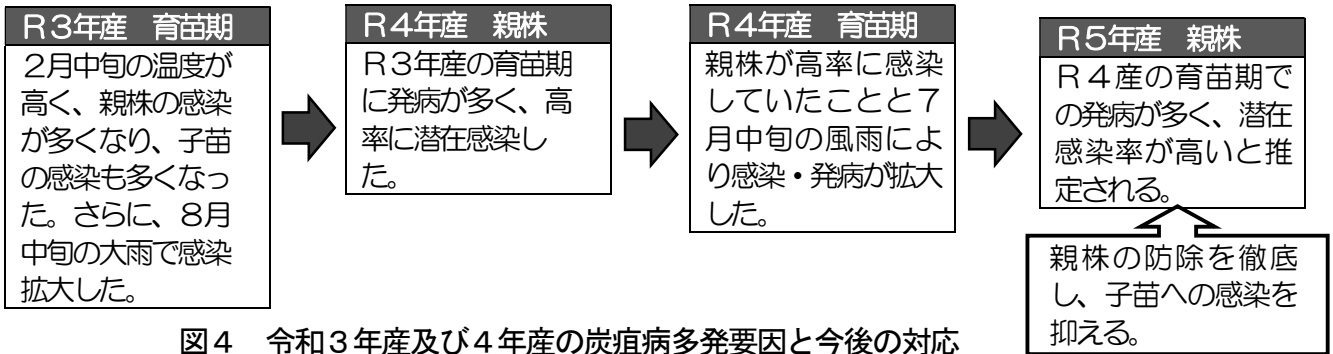 R3年産 育苗期
2月中旬の温度が
高く、親株の感染
が多くなり、子苗
の感染も多くなっ
た。さらに、8月
中旬の大雨で感染
拡大した。
R4年産 親株
R3年産の育苗期
に発病が多く、高
率に潜在感染し
た。
R4年産 育苗期
親株が高率に感染
していたことと7
月中旬の風雨によ
り感染・発病が拡大
した。
R5年産 親株
R4産の育苗期で
の発病が多く、潜在
感染率が高いと推
定される。
親株の防除を徹底
し、子苗への感染を
抑える。
図4 令和3年産及び4年産の炭疽病多発要因と今後の対応